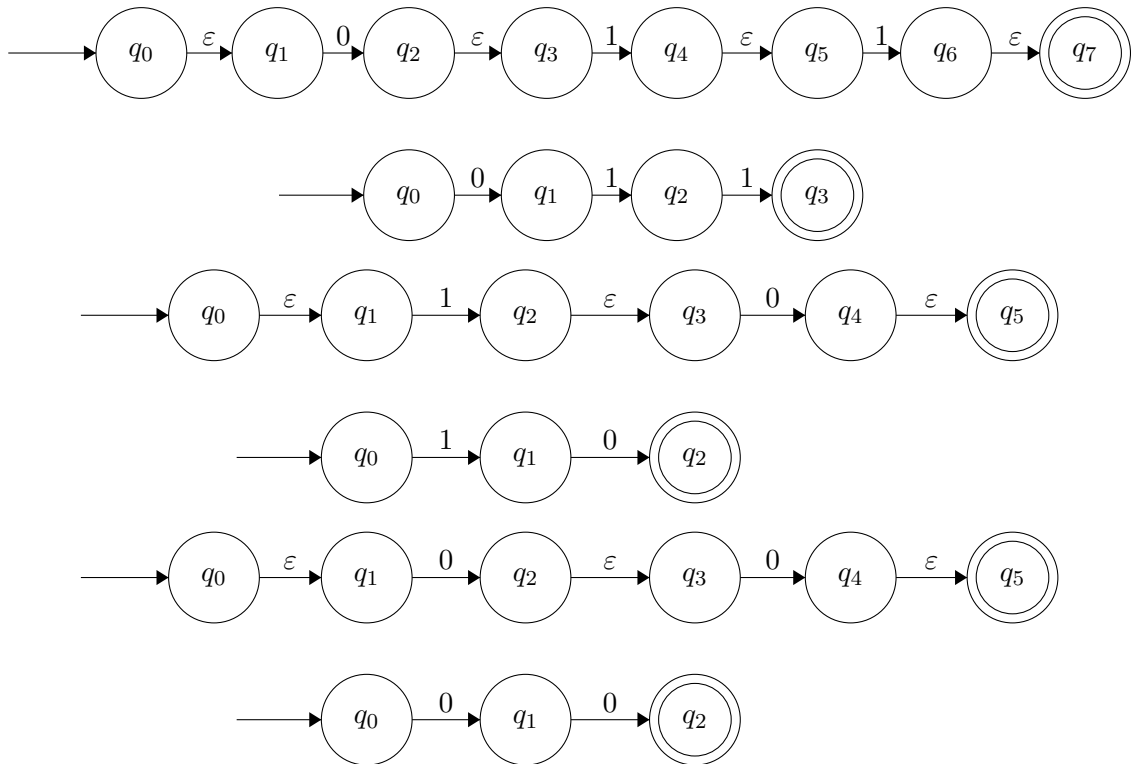 q₀ ε q₁ 0 q₂ ε q₃ 1 q₄ ε q₅ 1 q₆ ε q₇
q₀ 0 q₁ 1 q₂ 1 q₃
q₀ ε q₁ 1 q₂ ε q₃ 0 q₄ ε q₅
q₀ 1 q₁ 0 q₂
q₀ ε q₁ 0 q₂ ε q₃ 0 q₄ ε q₅
q₀ 0 q₁ 0 q₂